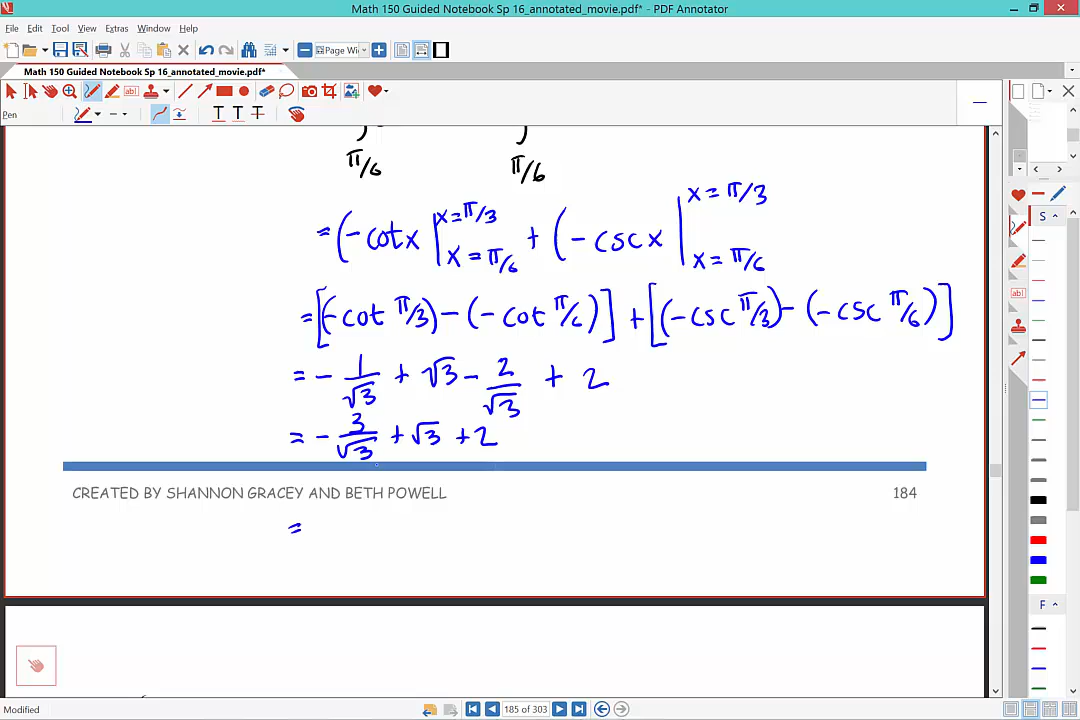 Math 150 Guided Notebook Sp 16_annotated_movie.pdf* - PDF Annotator
File Edit View Tools Extras Window Help
Page Wi
Math 150 Guided Notebook Sp 16_annotated_movie.pdf*
Pen
π/6 π/6
= (-cot x | x = π/3 x = π/6 + (-csc x | x = π/3 x = π/6
= [(-cot π/3) - (-cot π/6)] + [(-csc π/3) - (-csc π/6)]
= - 1/√3 + √3 - 2/√3 + 2
= - 3/√3 + √3 + 2
CREATED BY SHANNON GRACEY AND BETH POWELL 184
=
S
F
Modified
185 of 303